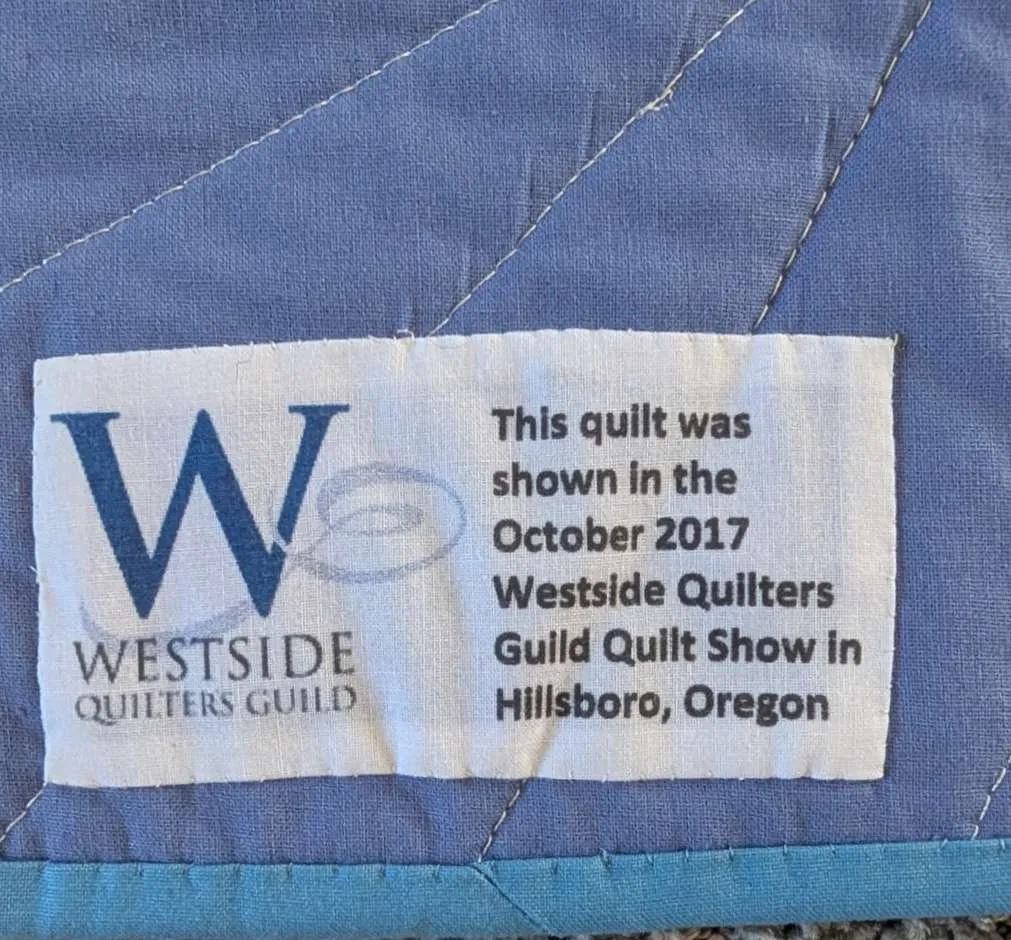 W
WESTSIDE
QUILTERS GUILD
This quilt was
shown in the
October 2017
Westside Quilters
Guild Quilt Show in
Hillsboro, Oregon